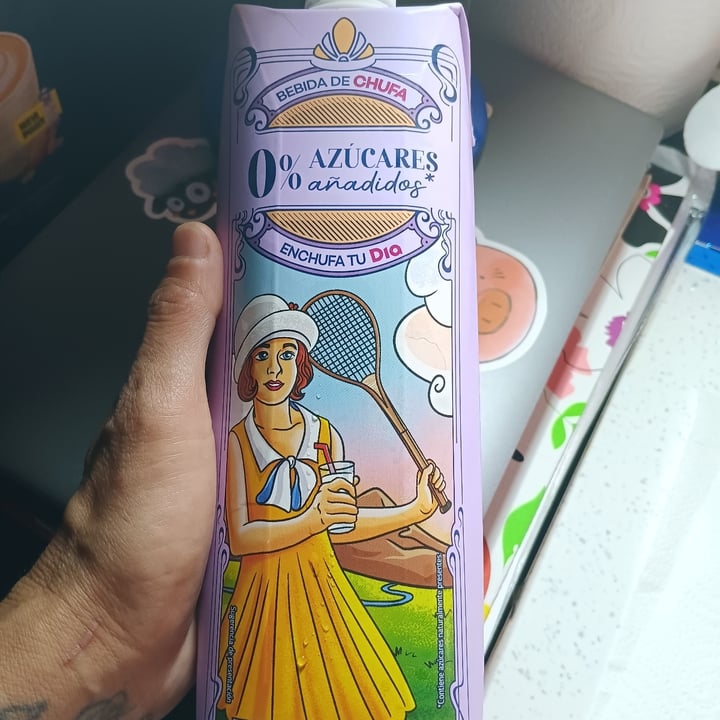 BEBIDA DE CHUFA
0% AZÚCARES
añadidos*
ENCHUFA TU Dia
Sugerencia de presentación
*Contiene azúcares naturalmente presentes